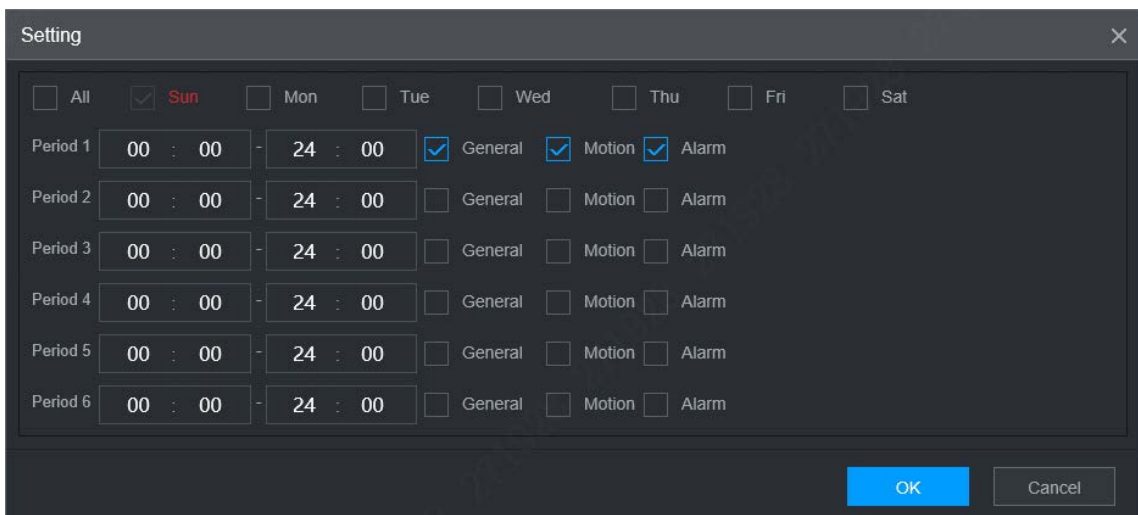 Setting
All Sun Mon Tue Wed Thu Fri Sat
Period 1 00 : 00 - 24 : 00 General Motion Alarm
Period 2 00 : 00 - 24 : 00 General Motion Alarm
Period 3 00 : 00 - 24 : 00 General Motion Alarm
Period 4 00 : 00 - 24 : 00 General Motion Alarm
Period 5 00 : 00 - 24 : 00 General Motion Alarm
Period 6 00 : 00 - 24 : 00 General Motion Alarm
OK Cancel